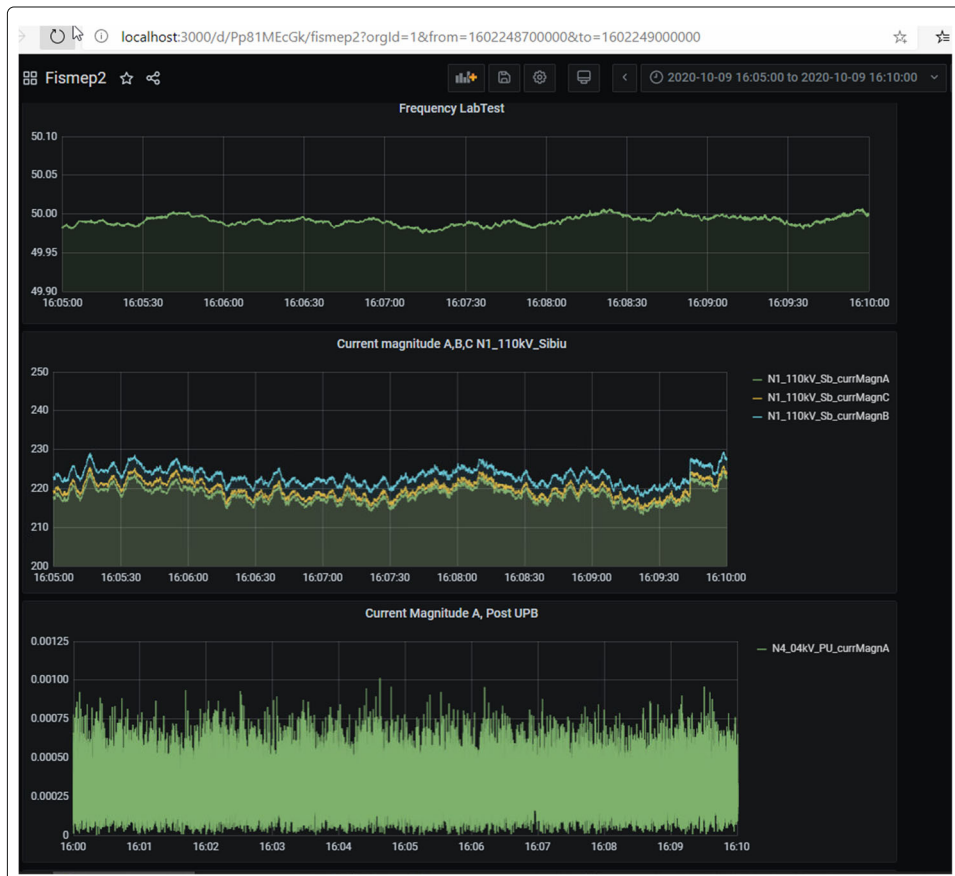 localhost:3000/d/Pp81MEcGk/fismep2?orgId=1&from=1602248700000&to=1602249000000
Fismep2
2020-10-09 16:05:00 to 2020-10-09 16:10:00
Frequency LabTest
50.10
50.05
50.00
49.95
49.90
16:05:00 16:05:30 16:06:00 16:06:30 16:07:00 16:07:30 16:08:00 16:08:30 16:09:00 16:09:30 16:10:00
Current magnitude A,B,C N1_110kV_Sibiu
250
240
230
220
210
200
16:05:00 16:05:30 16:06:00 16:06:30 16:07:00 16:07:30 16:08:00 16:08:30 16:09:00 16:09:30 16:10:00
N1_110kV_Sb_currMagnA
N1_110kV_Sb_currMagnC
N1_110kV_Sb_currMagnB
Current Magnitude A, Post UPB
0.00125
0.00100
0.00075
0.00050
0.00025
0
16:00 16:01 16:02 16:03 16:04 16:05 16:06 16:07 16:08 16:09 16:10
N4_04kV_PU_currMagnA